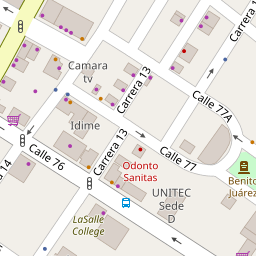 Carrera 1
Camara
tv
Carrera 13
Calle 77A
Idime
Carrera 13
Calle 77
Calle 76
Odonto
Sanitas
Benito
Juárez
UNITEC
Sede
D
14
LaSalle
College